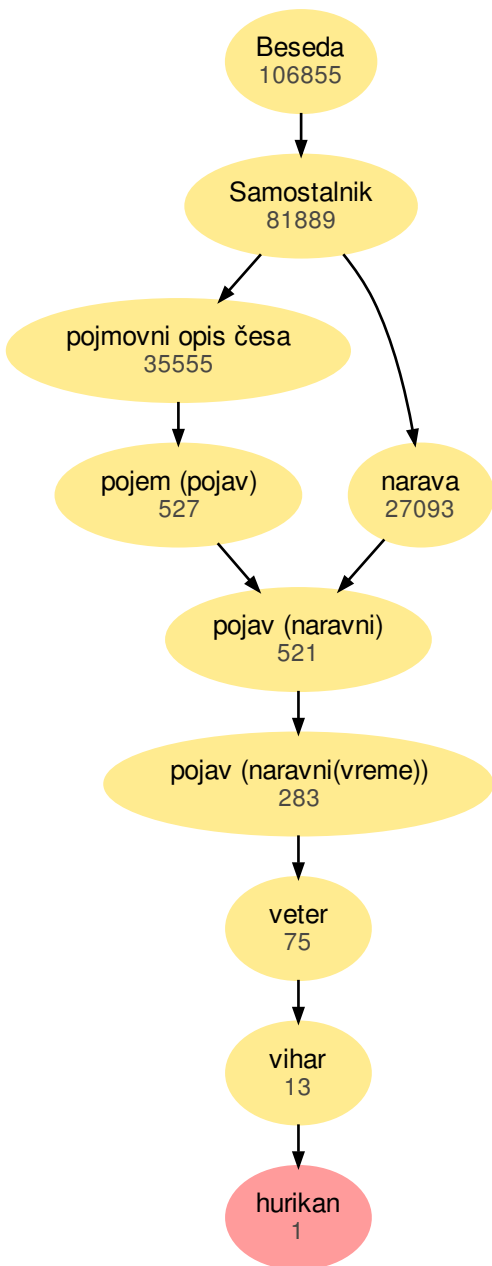 Beseda
106855
Samostalnik
81889
pojmovni opis česa
35555
pojem (pojav)
527
narava
27093
pojav (naravni)
521
pojav (naravni(vreme))
283
veter
75
vihar
13
hurikan
1